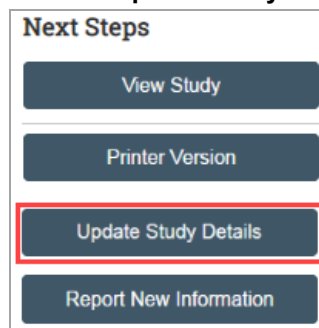 Next Steps
View Study
Printer Version
Update Study Details
Report New Information